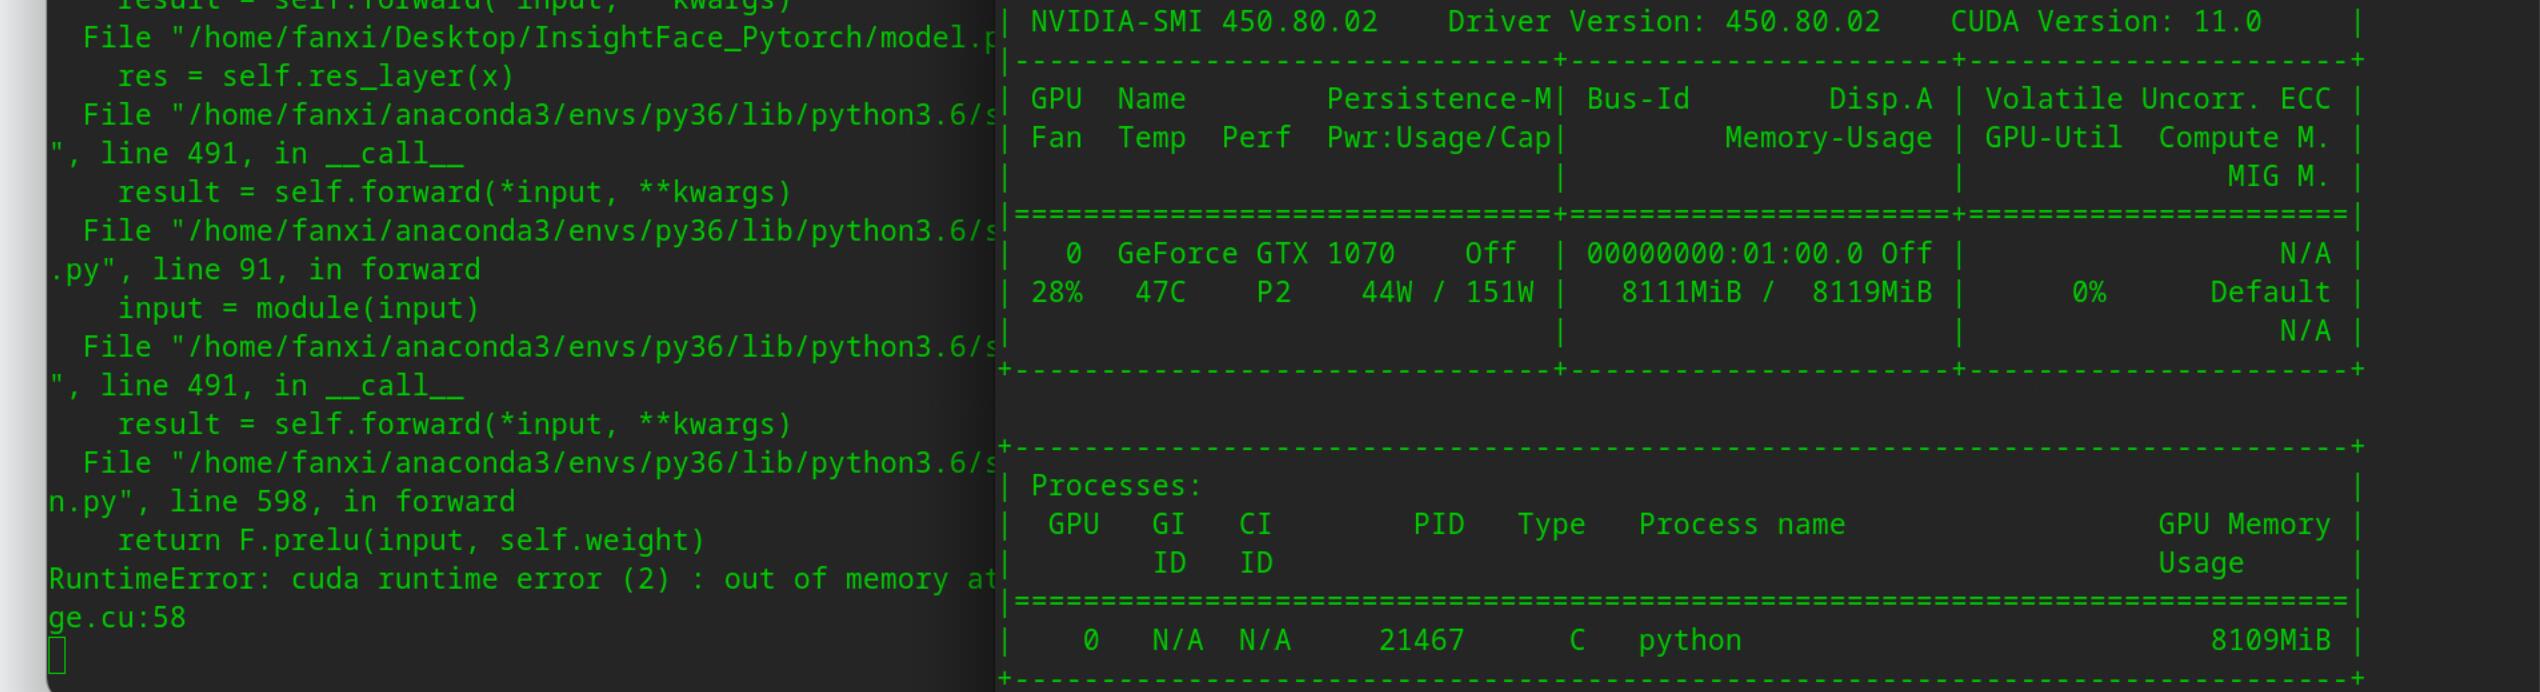 result = self.forward(*input, **kwargs)
File "/home/fanxi/Desktop/InsightFace_Pytorch/model.p
res = self.res_layer(x)
File "/home/fanxi/anaconda3/envs/py36/lib/python3.6/s
", line 491, in __call__
result = self.forward(*input, **kwargs)
File "/home/fanxi/anaconda3/envs/py36/lib/python3.6/s
.py", line 91, in forward
input = module(input)
File "/home/fanxi/anaconda3/envs/py36/lib/python3.6/s
", line 491, in __call__
result = self.forward(*input, **kwargs)
File "/home/fanxi/anaconda3/envs/py36/lib/python3.6/s
n.py", line 598, in forward
return F.prelu(input, self.weight)
RuntimeError: cuda runtime error (2) : out of memory at
ge.cu:58
| NVIDIA-SMI 450.80.02    Driver Version: 450.80.02    CUDA Version: 11.0     |
|-------------------------------+----------------------+----------------------+
| GPU  Name        Persistence-M| Bus-Id        Disp.A | Volatile Uncorr. ECC |
| Fan  Temp  Perf  Pwr:Usage/Cap|         Memory-Usage | GPU-Util  Compute M. |
|                               |                      |               MIG M. |
|===============================+======================+======================|
|   0  GeForce GTX 1070    Off  | 00000000:01:00.0 Off |                  N/A |
| 28%   47C    P2    44W / 151W |   8111MiB /  8119MiB |      0%      Default |
|                               |                      |                  N/A |
+-------------------------------+----------------------+----------------------+
+-----------------------------------------------------------------------------+
| Processes:                                                                  |
|  GPU   GI   CI        PID   Type   Process name                  GPU Memory |
|        ID   ID                                                   Usage      |
|=============================================================================|
|    0   N/A  N/A     21467      C   python                           8109MiB |
+-----------------------------------------------------------------------------+